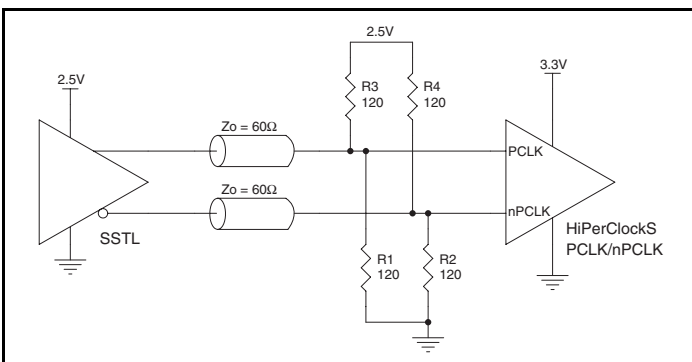 2.5V
2.5V
3.3V
R3
120
R4
120
Zo = 60Ω
PCLK
Zo = 60Ω
nPCLK
SSTL
HiPerClockS
PCLK/nPCLK
R1
120
R2
120